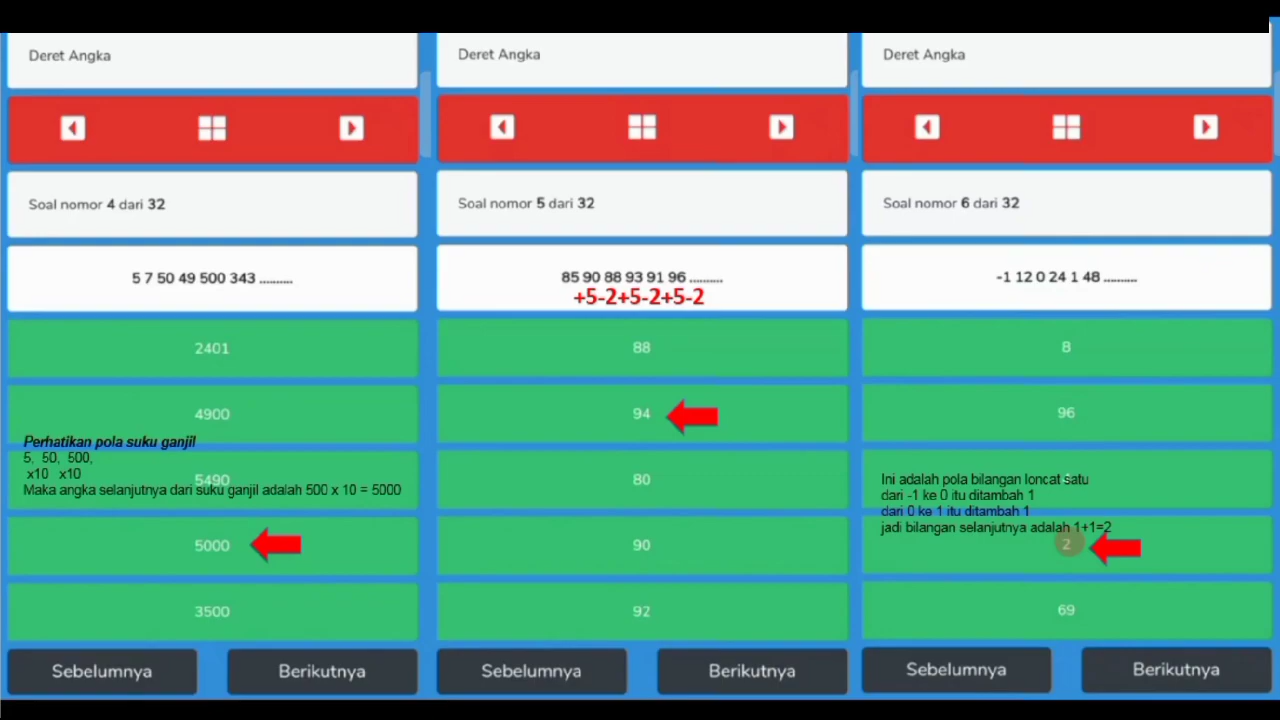 Deret Angka
Soal nomor 4 dari 32
5 7 50 49 500 343 ..........
2401
4900
Perhatikan pola suku ganjil
5, 50, 500,
x10 x10
5490
Maka angka selanjutnya dari suku ganjil adalah 500 x 10 = 5000
5000
3500
Sebelumnya
Berikutnya
Deret Angka
Soal nomor 5 dari 32
85 90 88 93 91 96 ..........
+5-2+5-2+5-2
88
94
80
90
92
Sebelumnya
Berikutnya
Deret Angka
Soal nomor 6 dari 32
-1 12 0 24 1 48 ..........
8
96
Ini adalah pola bilangan loncat satu
dari -1 ke 0 itu ditambah 1
dari 0 ke 1 itu ditambah 1
jadi bilangan selanjutnya adalah 1+1=2
2
69
Sebelumnya
Berikutnya